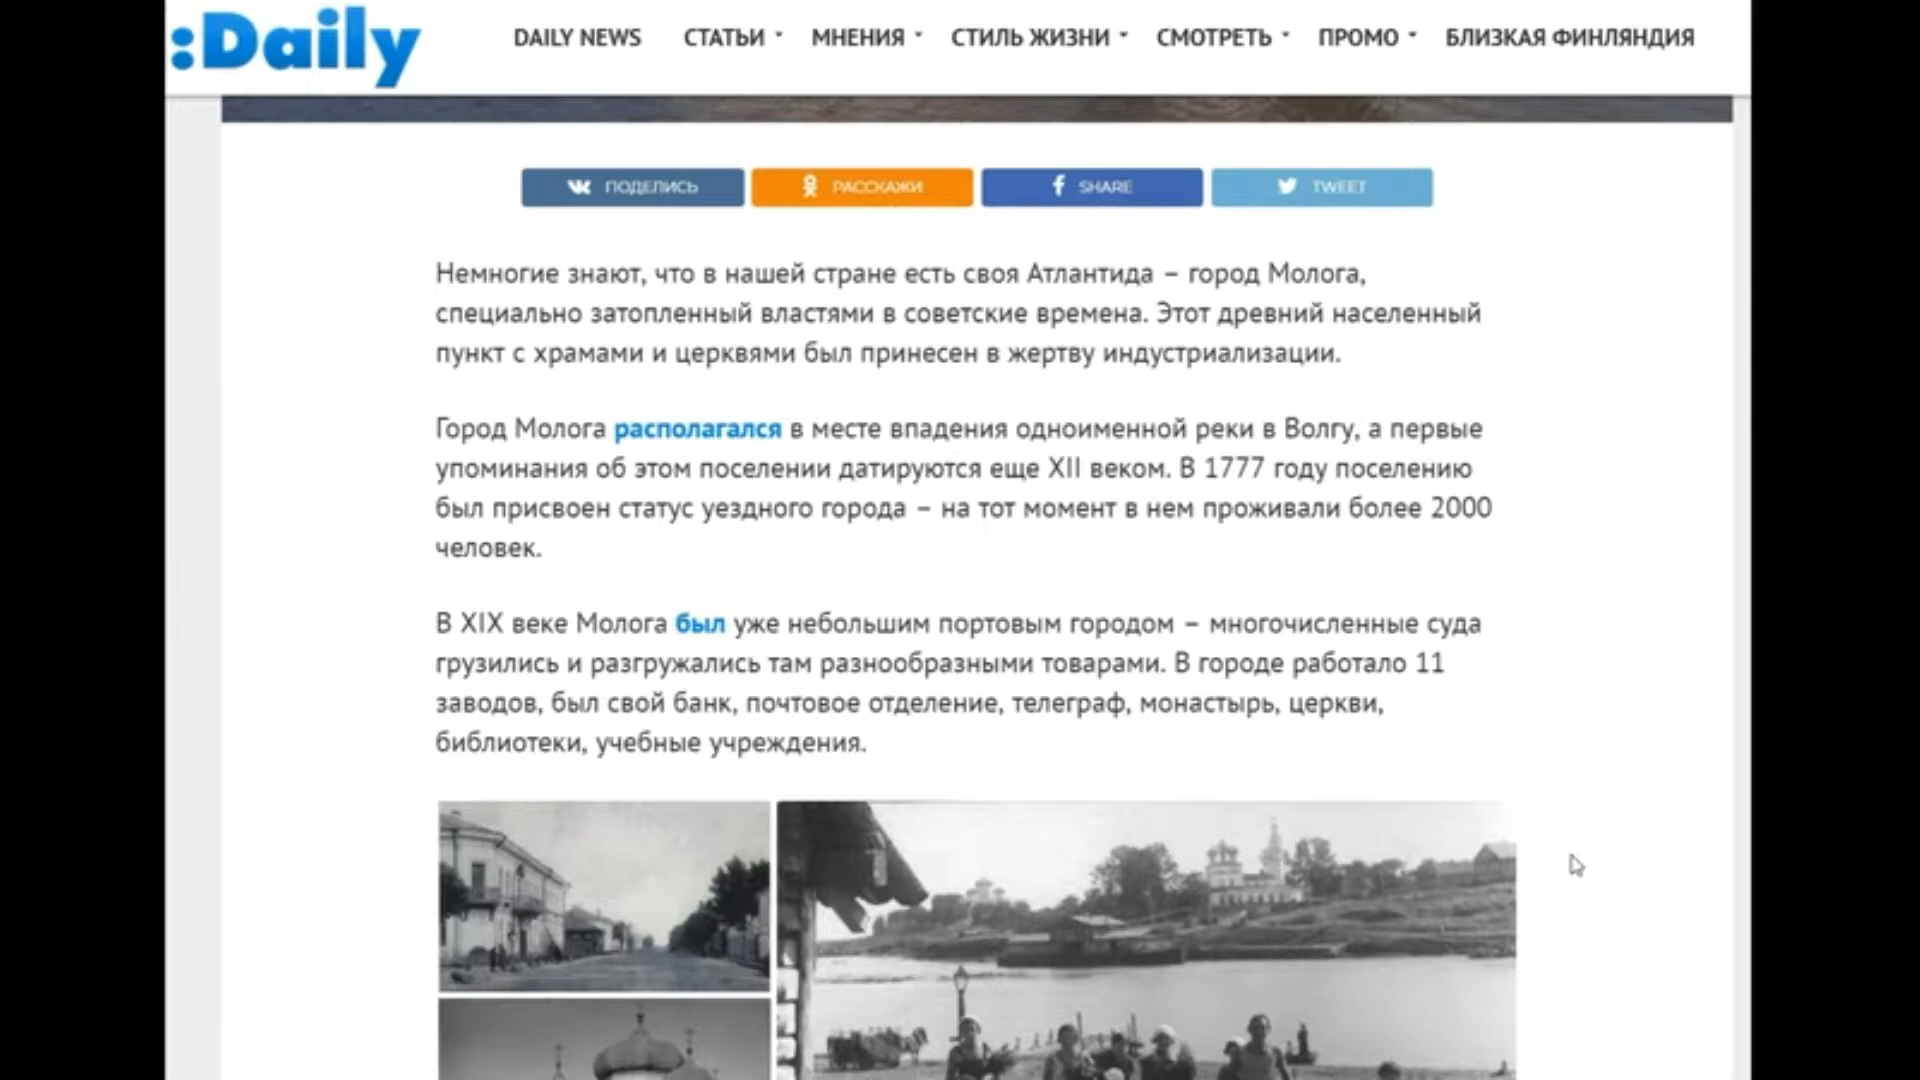 :Daily
DAILY NEWS СТАТЬИ МНЕНИЯ СТИЛЬ ЖИЗНИ СМОТРЕТЬ ПРОМО БЛИЗКАЯ ФИНЛЯНДИЯ
ПОДЕЛИСЬ РАССКАЖИ SHARE TWEET
Немногие знают, что в нашей стране есть своя Атлантида – город Молога,
специально затопленный властями в советские времена. Этот древний населенный
пункт с храмами и церквями был принесен в жертву индустриализации.
Город Молога располагался в месте впадения одноименной реки в Волгу, а первые
упоминания об этом поселении датируются еще XII веком. В 1777 году поселению
был присвоен статус уездного города – на тот момент в нем проживали более 2000
человек.
В XIX веке Молога был уже небольшим портовым городом – многочисленные суда
грузились и разгружались там разнообразными товарами. В городе работало 11
заводов, был свой банк, почтовое отделение, телеграф, монастырь, церкви,
библиотеки, учебные учреждения.